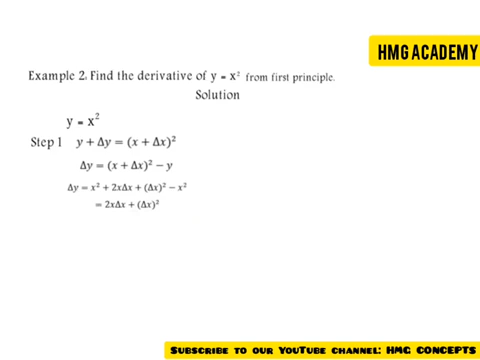 HMG ACADEMY
Example 2. Find the derivative of y = x² from first principle.
Solution
y = x²
Step 1 y + Δy = (x + Δx)²
Δy = (x + Δx)² − y
Δy = x² + 2xΔx + (Δx)² − x²
= 2xΔx + (Δx)²
Subscribe to our YouTube channel: HMG Concepts